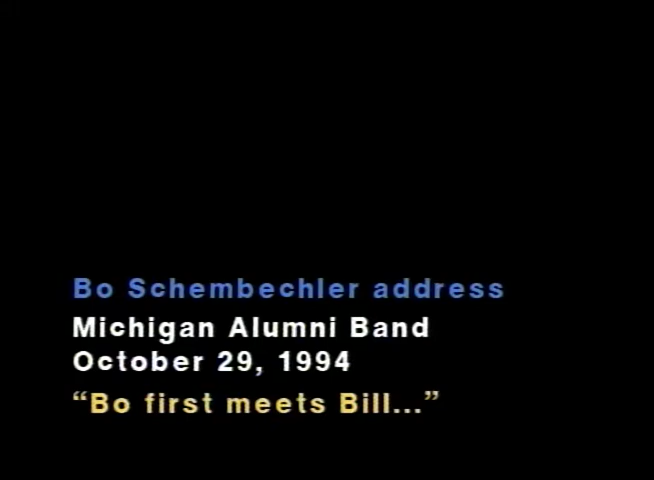 Bo Schembechler address
Michigan Alumni Band
October 29, 1994
“Bo first meets Bill...”